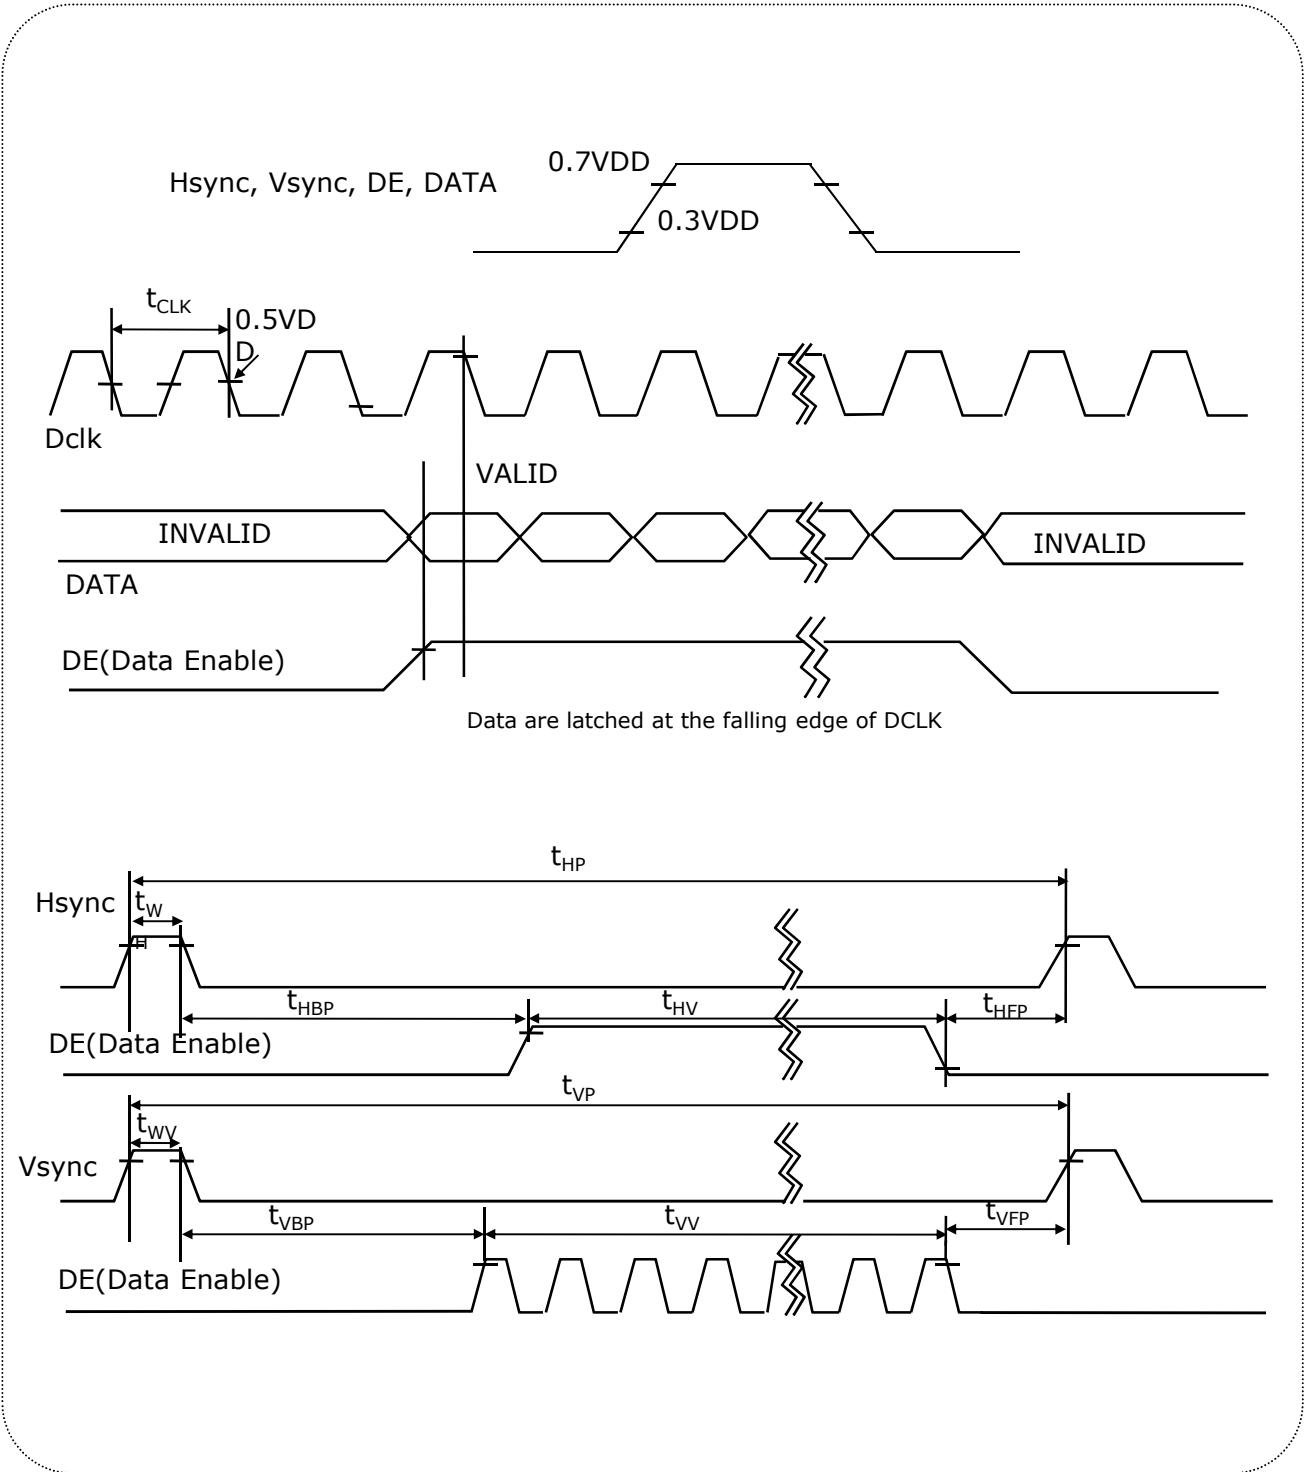 0.7VDD
Hsync, Vsync, DE, DATA
0.3VDD
tCLK
0.5VD
D
Dclk
VALID
INVALID
INVALID
DATA
DE(Data Enable)
Data are latched at the falling edge of DCLK
tHP
Hsync
tW
H
tHBP
tHV
tHFP
DE(Data Enable)
tVP
tWV
Vsync
tVBP
tVV
tVFP
DE(Data Enable)